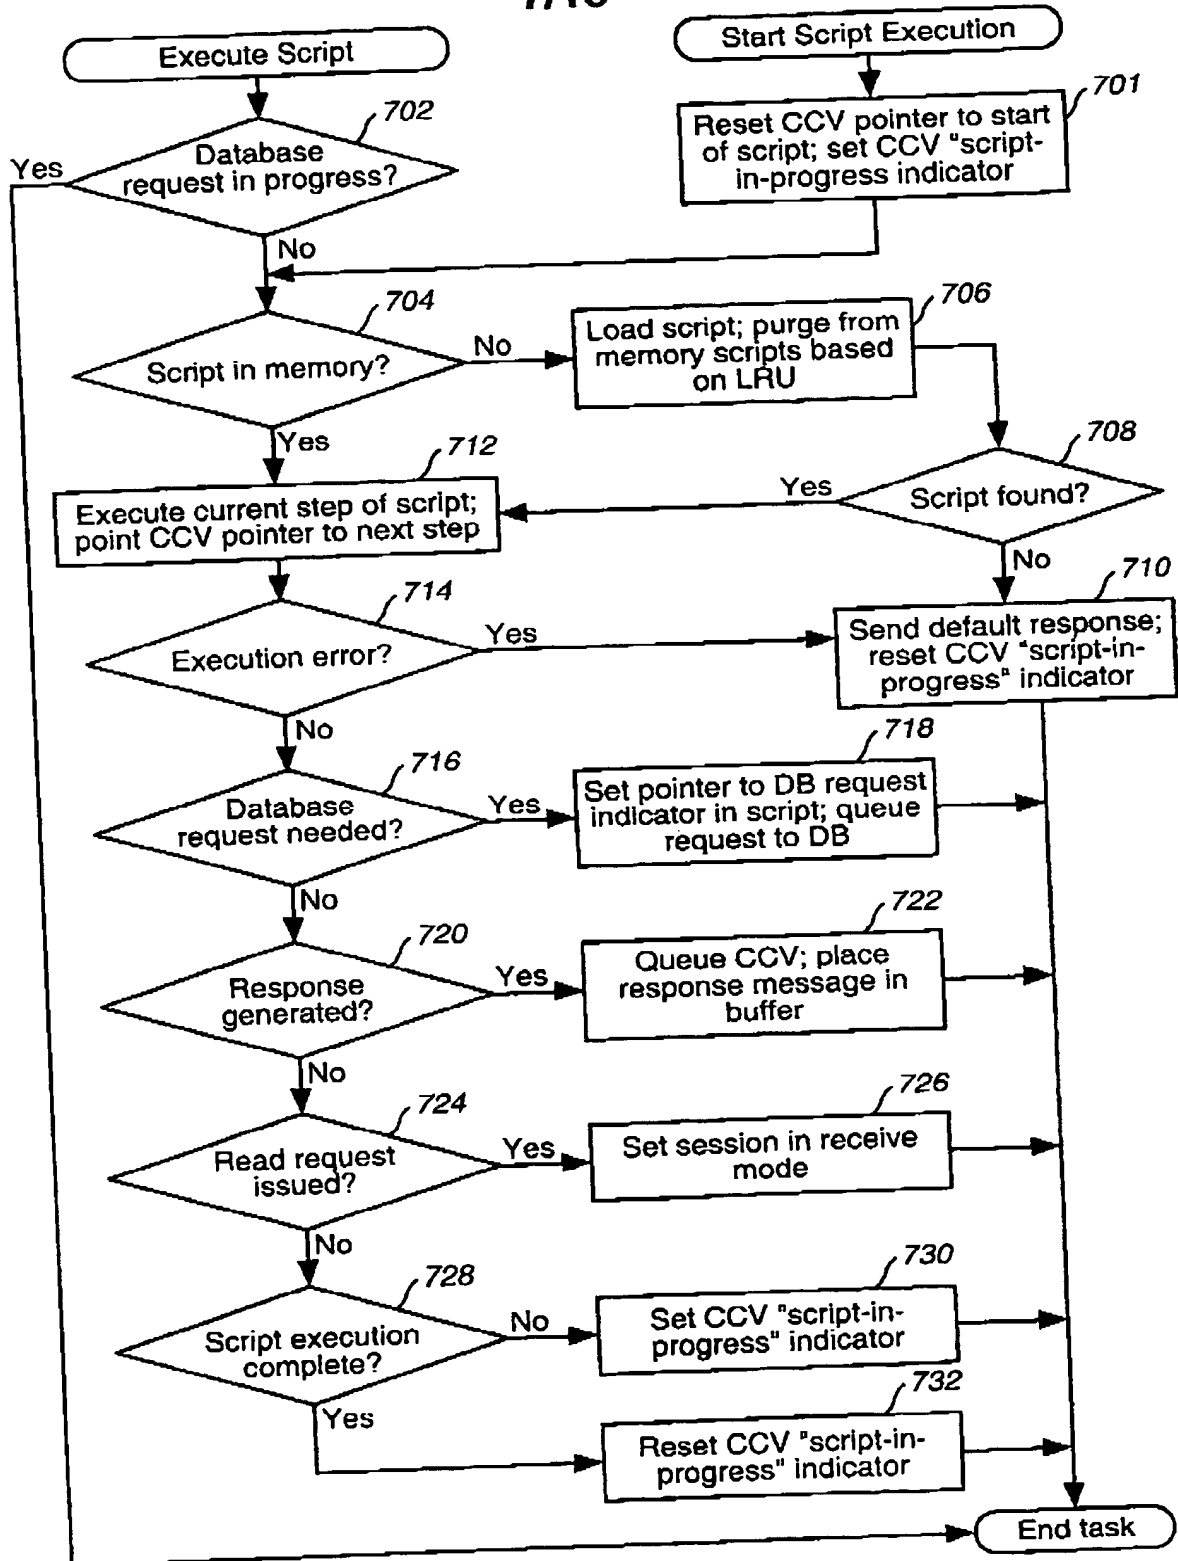 Execute Script
Start Script Execution
701
Reset CCV pointer to start
of script; set CCV "script-
in-progress indicator
702
Database
request in progress?
Yes
No
704
Script in memory?
No
706
Load script; purge from
memory scripts based
on LRU
Yes
708
Script found?
Yes
No
712
Execute current step of script;
point CCV pointer to next step
710
Send default response;
reset CCV "script-in-
progress" indicator
714
Execution error?
Yes
No
716
Database
request needed?
Yes
718
Set pointer to DB request
indicator in script; queue
request to DB
No
720
Response
generated?
Yes
722
Queue CCV; place
response message in
buffer
No
724
Read request
issued?
Yes
726
Set session in receive
mode
No
728
Script execution
complete?
No
730
Set CCV "script-in-
progress" indicator
Yes
732
Reset CCV "script-in-
progress" indicator
End task